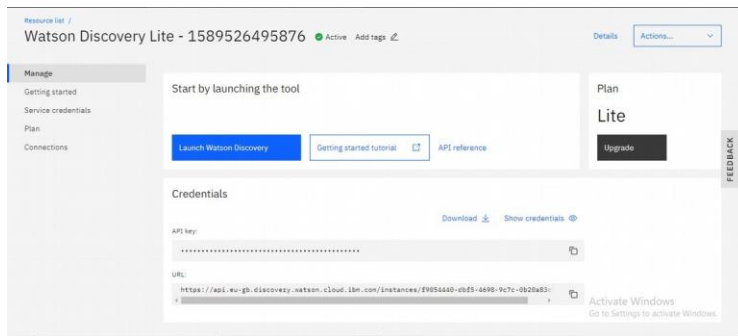 Resource list /
Watson Discovery Lite - 1589526495876 Active Add tags
Details Actions...
Manage
Getting started
Service credentials
Plan
Connections
Start by launching the tool
Launch Watson Discovery Getting started tutorial API reference
Plan
Lite
Upgrade
FEEDBACK
Credentials
Download Show credentials
API key:
URL:
https://api.eu-gb.discovery.watson.cloud.ibm.com/instances/f9054440-dbf5-4698-9c7c-0b20a83c
Activate Windows
Go to Settings to activate Windows.